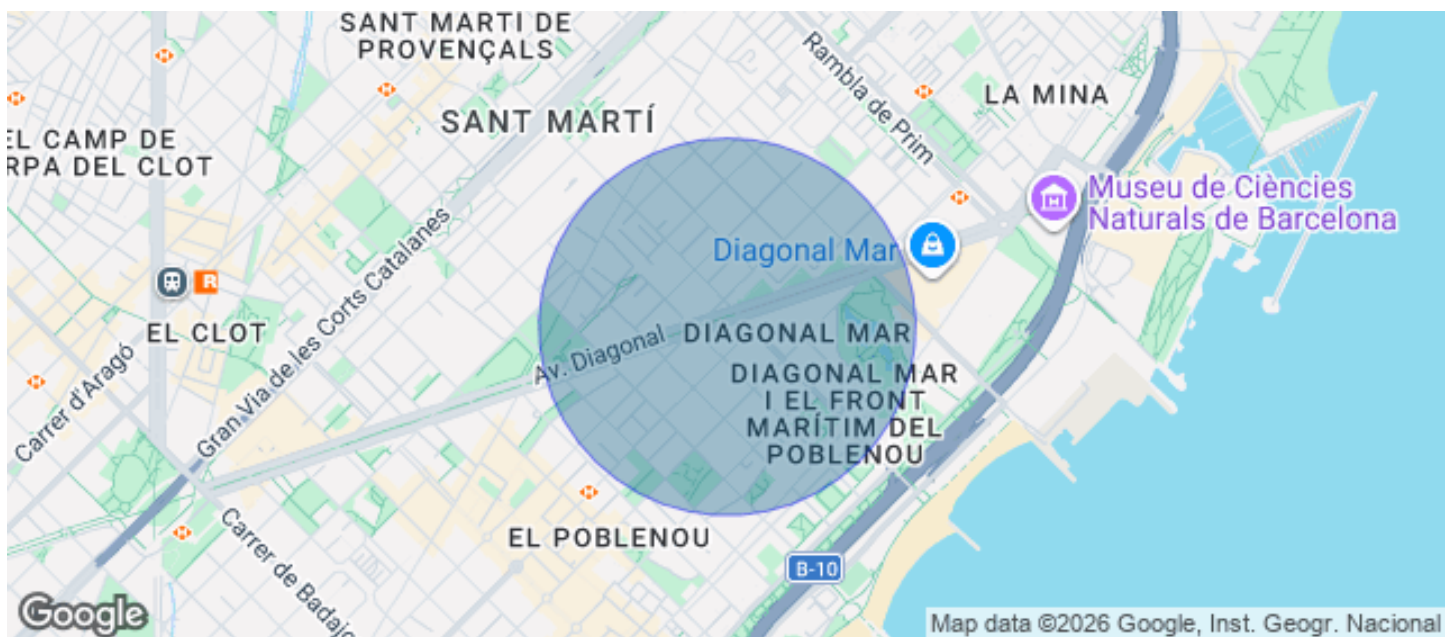 SANT MARTÍ DE
PROVENÇALS
Rambla de Prim
LA MINA
SANT MARTÍ
EL CAMP DE
RPA DEL CLOT
Museu de Ciències
Naturals de Barcelona
Diagonal Mar
R
EL CLOT
Gran Via de les Corts Catalanes
Carrer d'Aragó
Av. Diagonal
DIAGONAL MAR
DIAGONAL MAR
I EL FRONT
MARÍTIM DEL
POBLENOU
EL POBLENOU
Carrer de Badajo
B-10
Google
Map data ©2026 Google, Inst. Geogr. Nacional